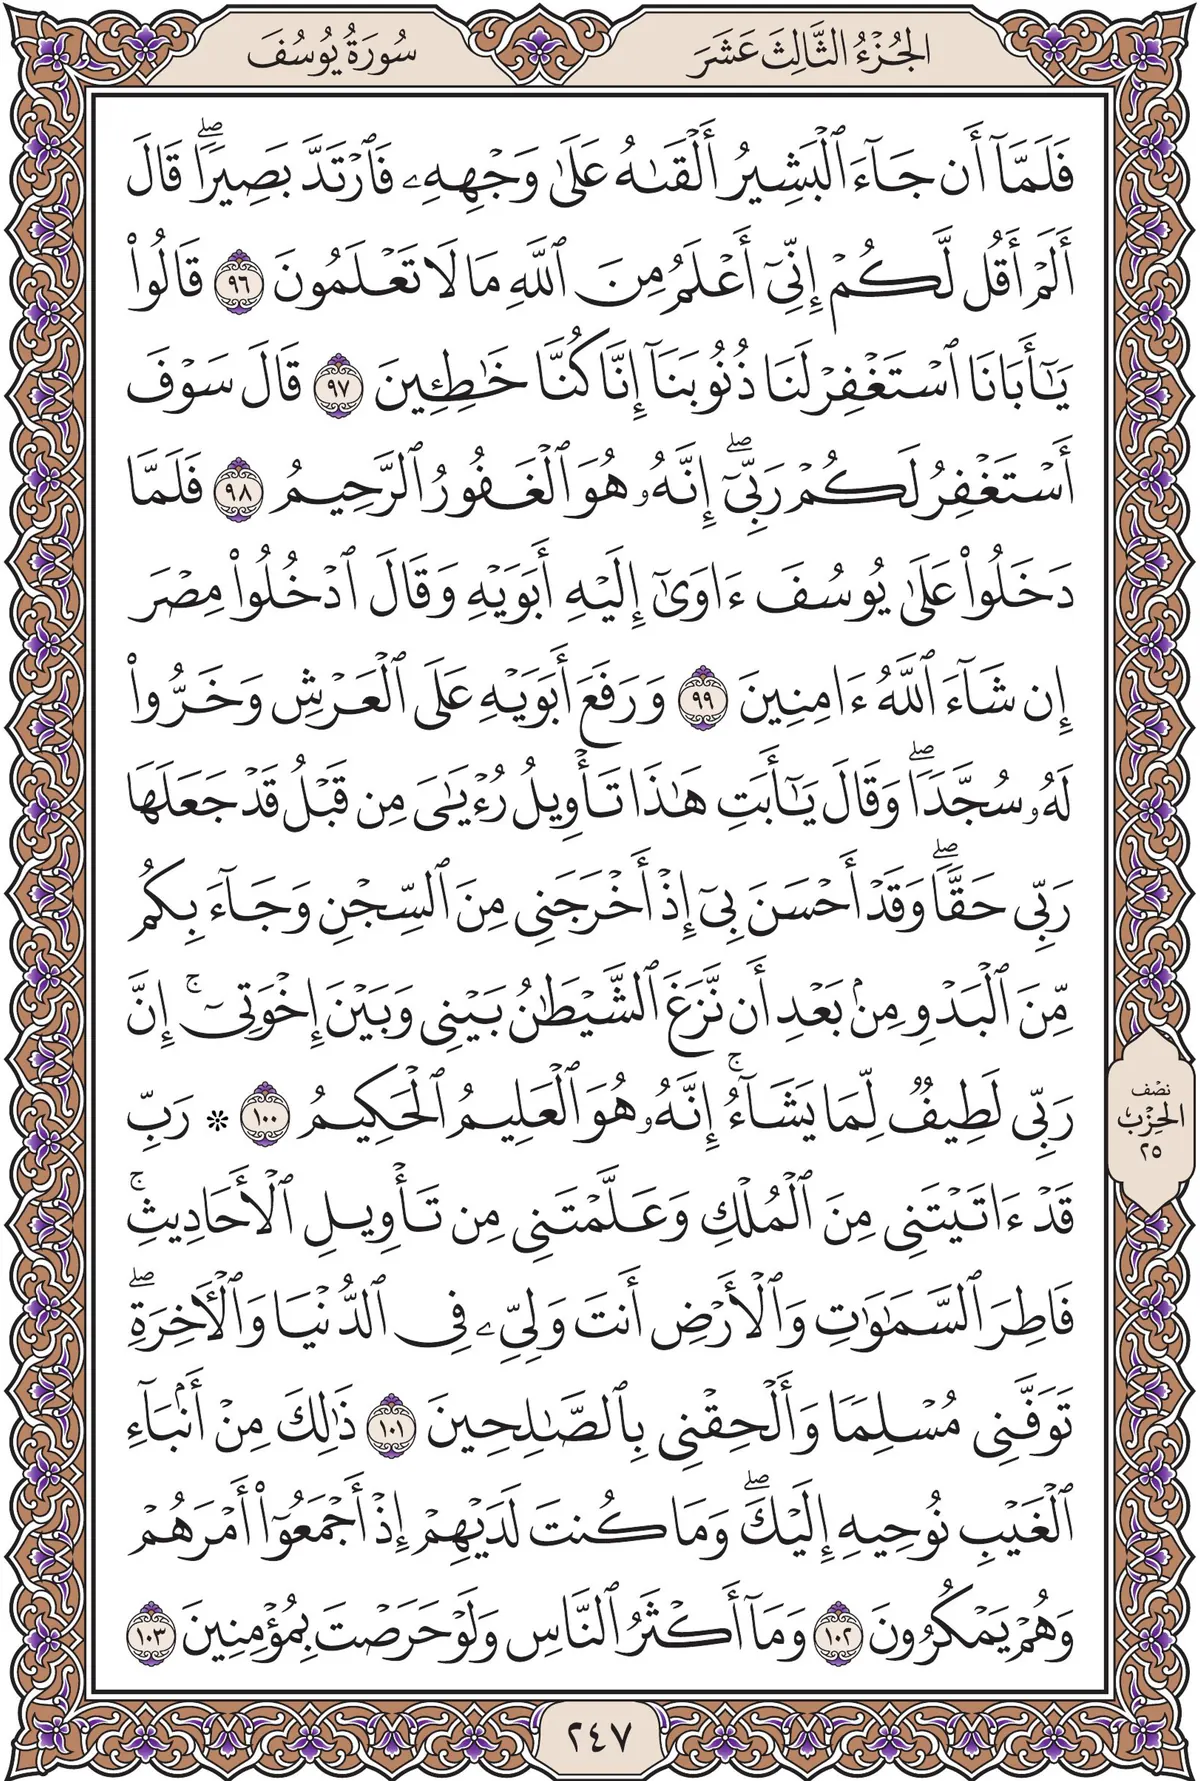 الجُزْءُ الثَّالِثَ عَشَرَ
سُورَةُ يُوسُفَ
فَلَمَّآ أَن جَآءَ ٱلْبَشِيرُ أَلْقَىٰهُ عَلَىٰ وَجْهِهِۦ فَٱرْتَدَّ بَصِيرًاۖ قَالَ
أَلَمْ أَقُل لَّكُمْ إِنِّىٓ أَعْلَمُ مِنَ ٱللَّهِ مَا لَا تَعْلَمُونَ ٩٦ قَالُوا۟
يَـٰٓأَبَانَا ٱسْتَغْفِرْ لَنَا ذُنُوبَنَآ إِنَّا كُنَّا خَـٰطِـِٔينَ ٩٧ قَالَ سَوْفَ
أَسْتَغْفِرُ لَكُمْ رَبِّىٓۖ إِنَّهُۥ هُوَ ٱلْغَفُورُ ٱلرَّحِيمُ ٩٨ فَلَمَّا
دَخَلُوا۟ عَلَىٰ يُوسُفَ ءَاوَىٰٓ إِلَيْهِ أَبَوَيْهِ وَقَالَ ٱدْخُلُوا۟ مِصْرَ
إِن شَآءَ ٱللَّهُ ءَامِنِينَ ٩٩ وَرَفَعَ أَبَوَيْهِ عَلَى ٱلْعَرْشِ وَخَرُّوا۟
لَهُۥ سُجَّدًاۖ وَقَالَ يَـٰٓأَبَتِ هَـٰذَا تَأْوِيلُ رُءْيَـٰىَ مِن قَبْلُ قَدْ جَعَلَهَا
رَبِّى حَقًّاۖ وَقَدْ أَحْسَنَ بِىٓ إِذْ أَخْرَجَنِى مِنَ ٱلسِّجْنِ وَجَآءَ بِكُم
مِّنَ ٱلْبَدْوِ مِنۢ بَعْدِ أَن نَّزَغَ ٱلشَّيْطَـٰنُ بَيْنِى وَبَيْنَ إِخْوَتِىٓۚ إِنَّ
رَبِّى لَطِيفٌ لِّمَا يَشَآءُۚ إِنَّهُۥ هُوَ ٱلْعَلِيمُ ٱلْحَكِيمُ ١٠٠ * رَبِّ
نصْف
الحِزْب
٢٥
قَدْ ءَاتَيْتَنِى مِنَ ٱلْمُلْكِ وَعَلَّمْتَنِى مِن تَأْوِيلِ ٱلْأَحَادِيثِۚ
فَاطِرَ ٱلسَّمَـٰوَٰتِ وَٱلْأَرْضِ أَنتَ وَلِىِّۦ فِى ٱلدُّنْيَا وَٱلْـَٔاخِرَةِۖ
تَوَفَّنِى مُسْلِمًا وَأَلْحِقْنِى بِٱلصَّـٰلِحِينَ ١٠١ ذَٰلِكَ مِنْ أَنۢبَآءِ
ٱلْغَيْبِ نُوحِيهِ إِلَيْكَۖ وَمَا كُنتَ لَدَيْهِمْ إِذْ أَجْمَعُوٓا۟ أَمْرَهُمْ
وَهُمْ يَمْكُرُونَ ١٠٢ وَمَآ أَكْثَرُ ٱلنَّاسِ وَلَوْ حَرَصْتَ بِمُؤْمِنِينَ ١٠٣
٢٤٧